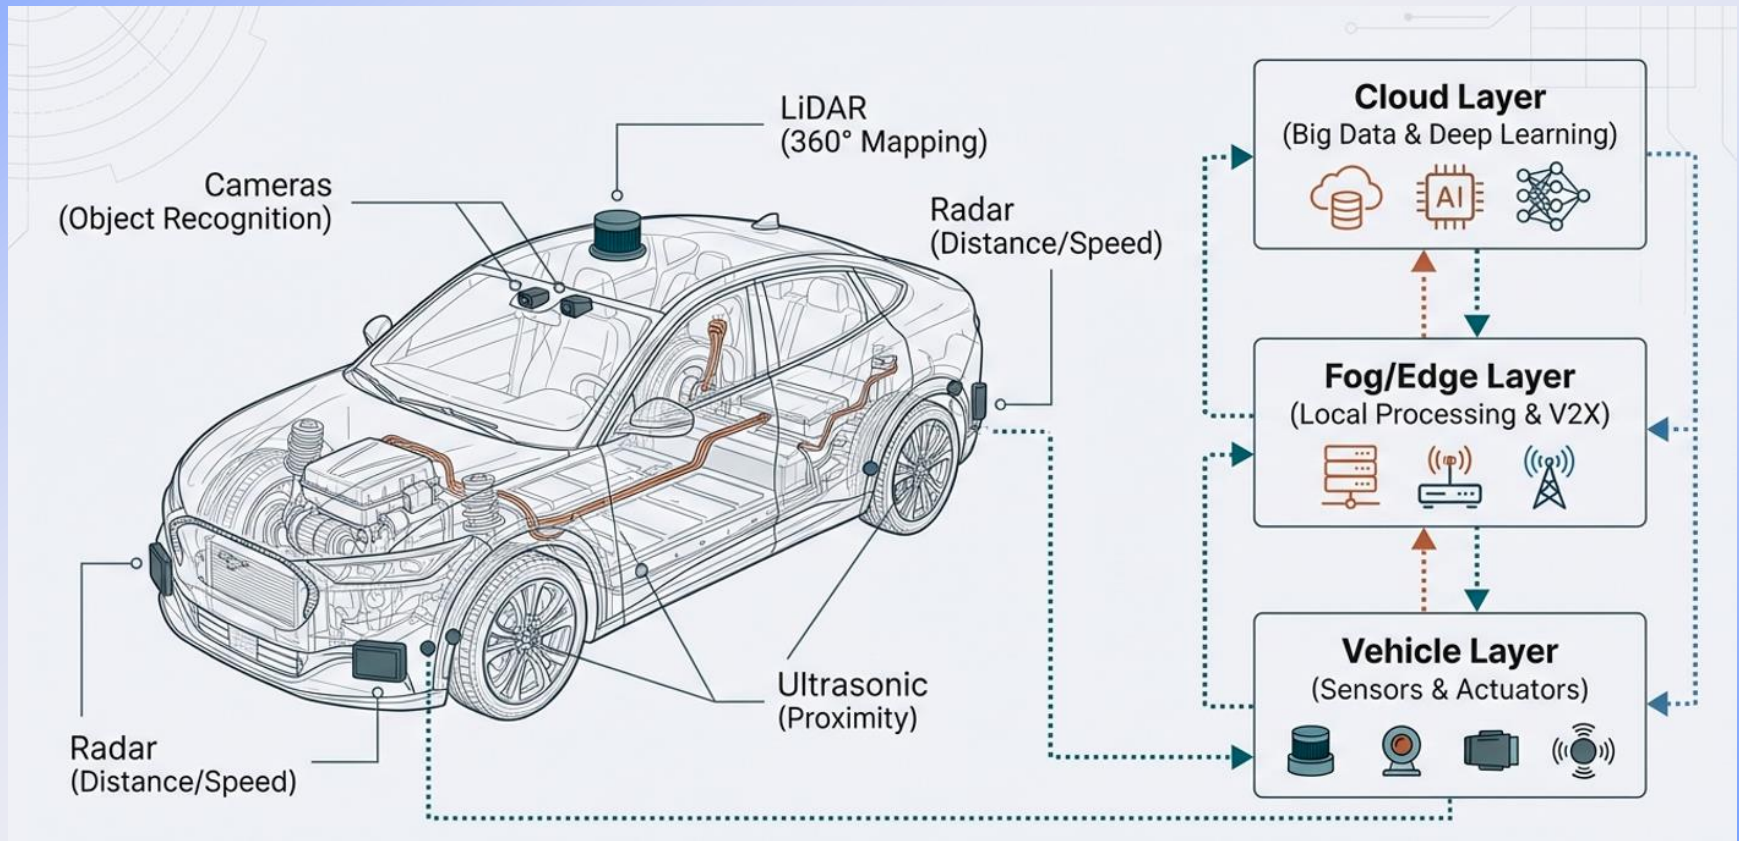 LiDAR
(360° Mapping)
Cameras
(Object Recognition)
Radar
(Distance/Speed)
Ultrasonic
(Proximity)
Radar
(Distance/Speed)
Cloud Layer
(Big Data & Deep Learning)
AI
Fog/Edge Layer
(Local Processing & V2X)
Vehicle Layer
(Sensors & Actuators)